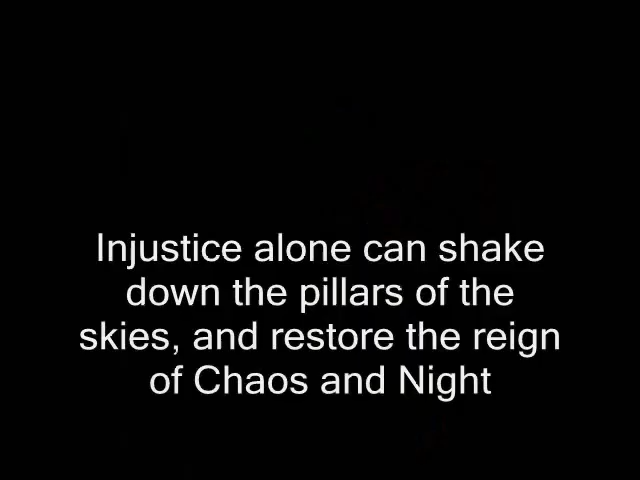 Injustice alone can shake
down the pillars of the
skies, and restore the reign
of Chaos and Night